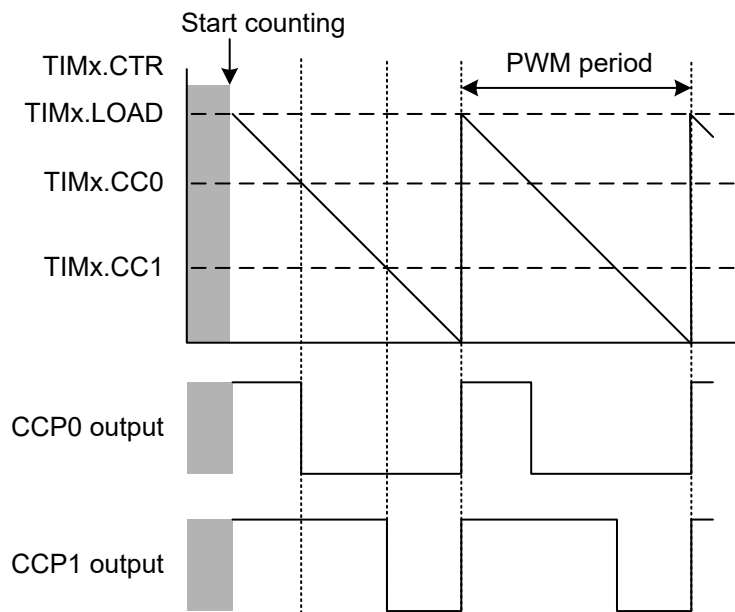 Start counting
TIMx.CTR
PWM period
TIMx.LOAD
TIMx.CC0
TIMx.CC1
CCP0 output
CCP1 output